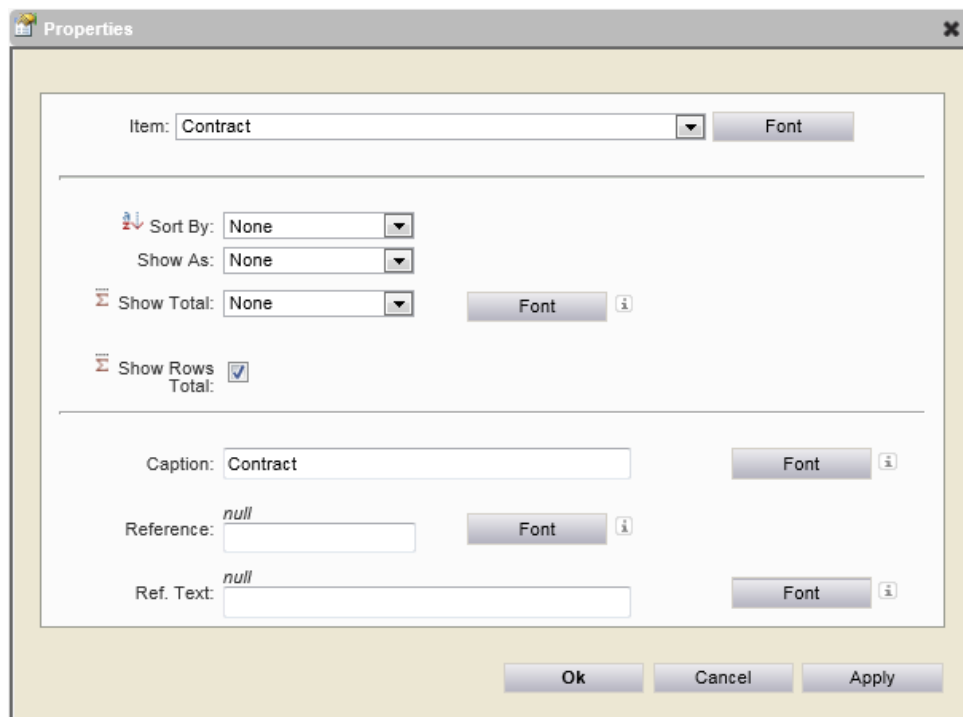 Properties
Item: Contract Font
Sort By: None
Show As: None
Show Total: None Font
Show Rows
Total:
Caption: Contract Font
null
Reference: Font
null
Ref. Text: Font
Ok Cancel Apply